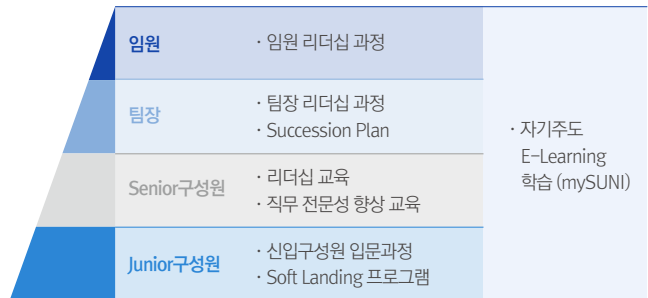 임원
· 임원 리더십 과정
팀장
· 팀장 리더십 과정
· Succession Plan
Senior구성원
· 리더십 교육
· 직무 전문성 향상 교육
Junior구성원
· 신입구성원 입문과정
· Soft Landing 프로그램
· 자기주도
E-Learning
학습 (mySUNI)